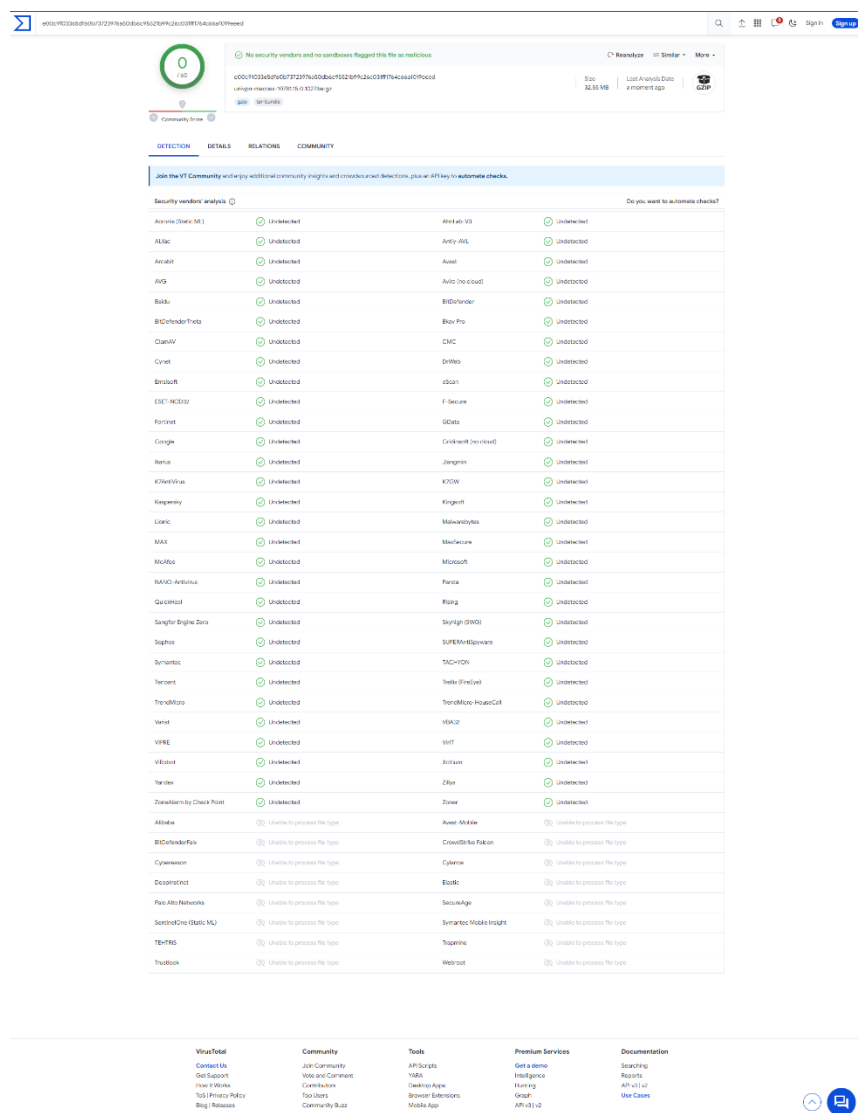 Sign in
Sign up
0
/ 60
Community Score
No security vendors and no sandboxes flagged this file as malicious
Reanalyze
Similar
More
Size
32.55 MB
Last Analysis Date
a moment ago
GZIP
gzip
DETECTION
DETAILS
RELATIONS
COMMUNITY
Join the VT Community and enjoy additional community insights and crowdsourced detections, plus an API key to automate checks.
Security vendors' analysis
Do you want to automate checks?
Acronis (Static ML) Undetected AhnLab-V3 Undetected
ALYac Undetected Antiy-AVL Undetected
Arcabit Undetected Avast Undetected
AVG Undetected Avira (no cloud) Undetected
Baidu Undetected BitDefender Undetected
BitDefenderTheta Undetected Bkav Pro Undetected
ClamAV Undetected CMC Undetected
Cynet Undetected DrWeb Undetected
Emsisoft Undetected eScan Undetected
ESET-NOD32 Undetected F-Secure Undetected
Fortinet Undetected GData Undetected
Google Undetected Gridinsoft (no cloud) Undetected
Ikarus Undetected Jiangmin Undetected
K7AntiVirus Undetected K7GW Undetected
Kaspersky Undetected Kingsoft Undetected
Lionic Undetected Malwarebytes Undetected
MAX Undetected MaxSecure Undetected
McAfee Undetected Microsoft Undetected
NANO-Antivirus Undetected Panda Undetected
QuickHeal Undetected Rising Undetected
Sangfor Engine Zero Undetected Skyhigh (SWG) Undetected
Sophos Undetected SUPERAntiSpyware Undetected
Symantec Undetected TACHYON Undetected
Tencent Undetected Trellix (FireEye) Undetected
TrendMicro Undetected TrendMicro-HouseCall Undetected
Varist Undetected VBA32 Undetected
VIPRE Undetected VirIT Undetected
ViRobot Undetected Xcitium Undetected
Yandex Undetected Zillya Undetected
ZoneAlarm by Check Point Undetected Zoner Undetected
Alibaba Unable to process file type Avast-Mobile Unable to process file type
BitDefenderFalx Unable to process file type CrowdStrike Falcon Unable to process file type
Cybereason Unable to process file type Cylance Unable to process file type
DeepInstinct Unable to process file type Elastic Unable to process file type
Palo Alto Networks Unable to process file type SecureAge Unable to process file type
SentinelOne (Static ML) Unable to process file type Symantec Mobile Insight Unable to process file type
TEHTRIS Unable to process file type Trapmine Unable to process file type
Trustlook Unable to process file type Webroot Unable to process file type
VirusTotal Community Tools Premium Services Documentation
Contact Us Join Community API Scripts Get a demo Searching
Get Support Vote and Comment YARA Intelligence Reports
How It Works Contributors Desktop Apps Hunting API v3 | v2
ToS | Privacy Policy Top Users Browser Extensions Graph Use Cases
Blog | Releases Community Buzz Mobile App API v3 | v2